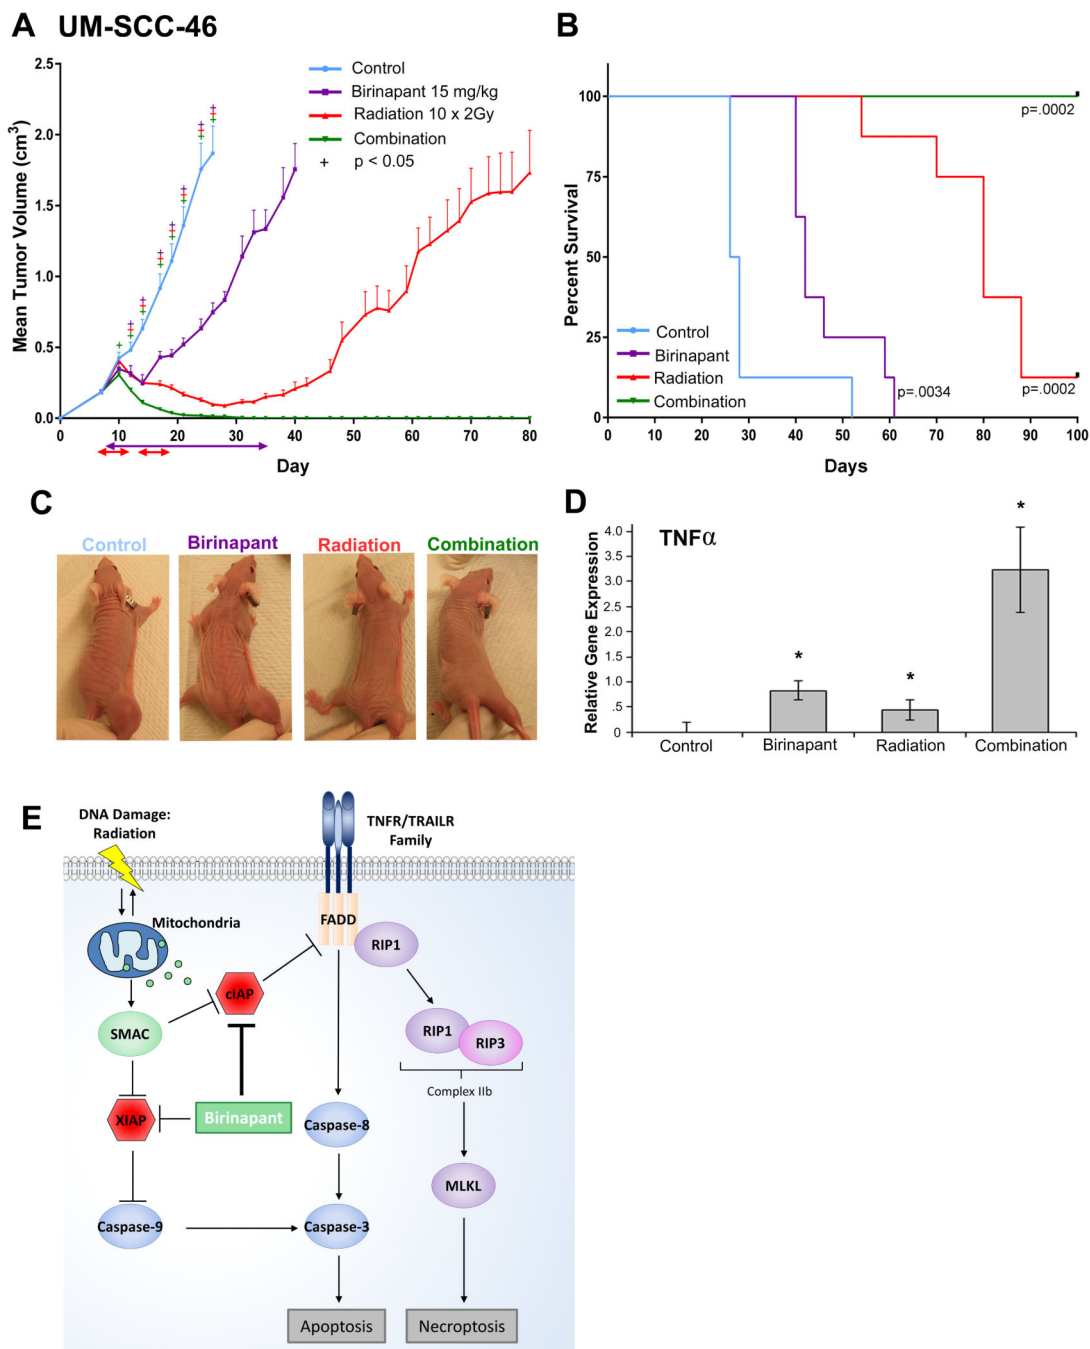 A UM-SCC-46
Mean Tumor Volume (cm³)
2.5
2.0
1.5
1.0
0.5
0.0
0 10 20 30 40 50 60 70 80
Day
Control
Birinapant 15 mg/kg
Radiation 10 x 2Gy
Combination
+ p < 0.05
B
Percent Survival
100
75
50
25
0
0 10 20 30 40 50 60 70 80 90 100
Days
Control
Birinapant
Radiation
Combination
p=.0002
p=.0034
p=.0002
C
Control Birinapant Radiation Combination
D
TNFα
Relative Gene Expression
4.0
3.5
3.0
2.5
2.0
1.5
1.0
.5
0
* * *
Control Birinapant Radiation Combination
E
DNA Damage:
Radiation
TNFR/TRAILR
Family
Mitochondria
FADD
RIP1
cIAP
SMAC
RIP1
RIP3
Complex IIb
XIAP
Birinapant
Caspase-8
MLKL
Caspase-9
Caspase-3
Apoptosis
Necroptosis